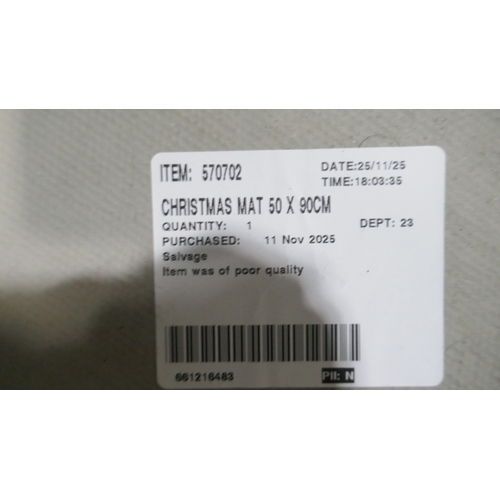 ITEM: 570702
DATE:25/11/25
TIME:18:03:35
CHRISTMAS MAT 50 X 90CM
QUANTITY: 1
DEPT: 23
PURCHASED: 11 Nov 2025
Salvage
Item was of poor quality
661216483
PII: N